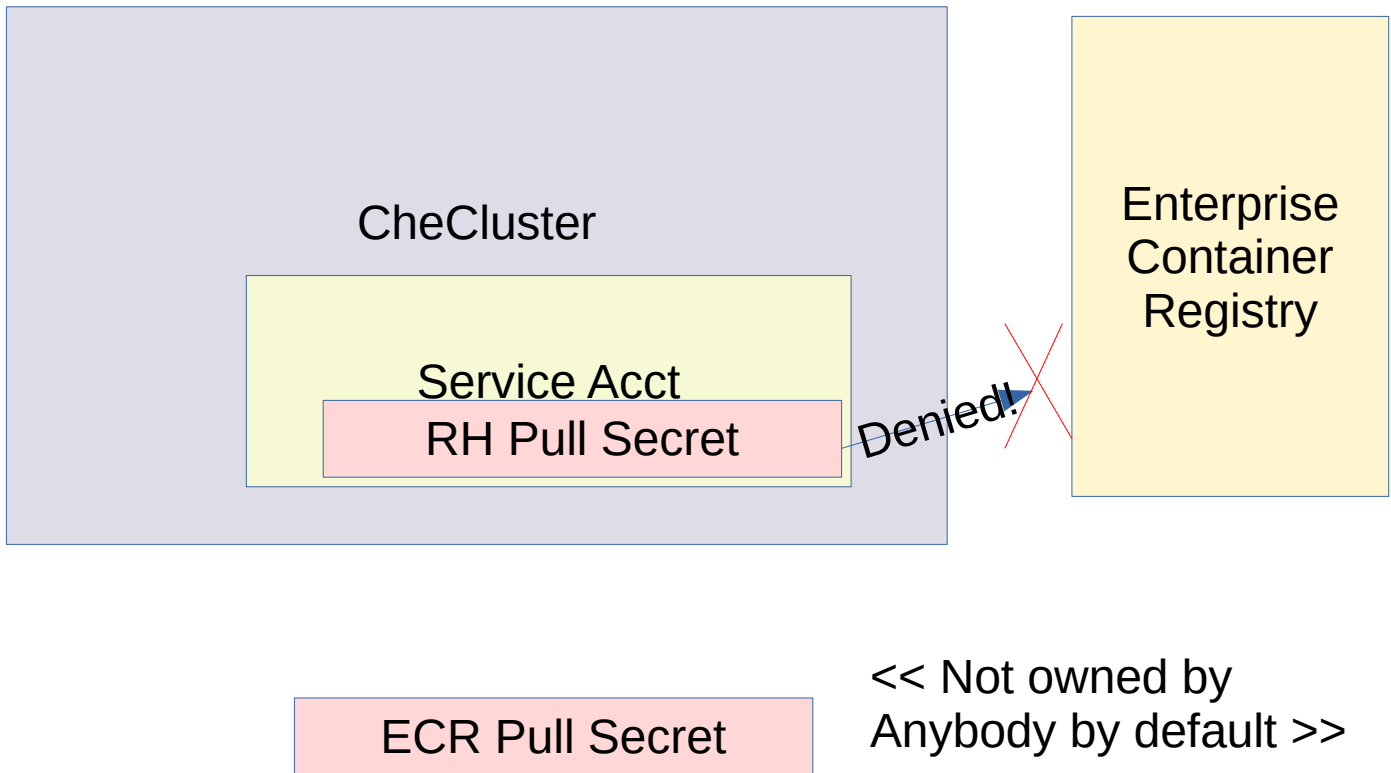 CheCluster
Enterprise
Container
Registry
Service Acct
RH Pull Secret
Denied!
<< Not owned by
Anybody by default >>
ECR Pull Secret